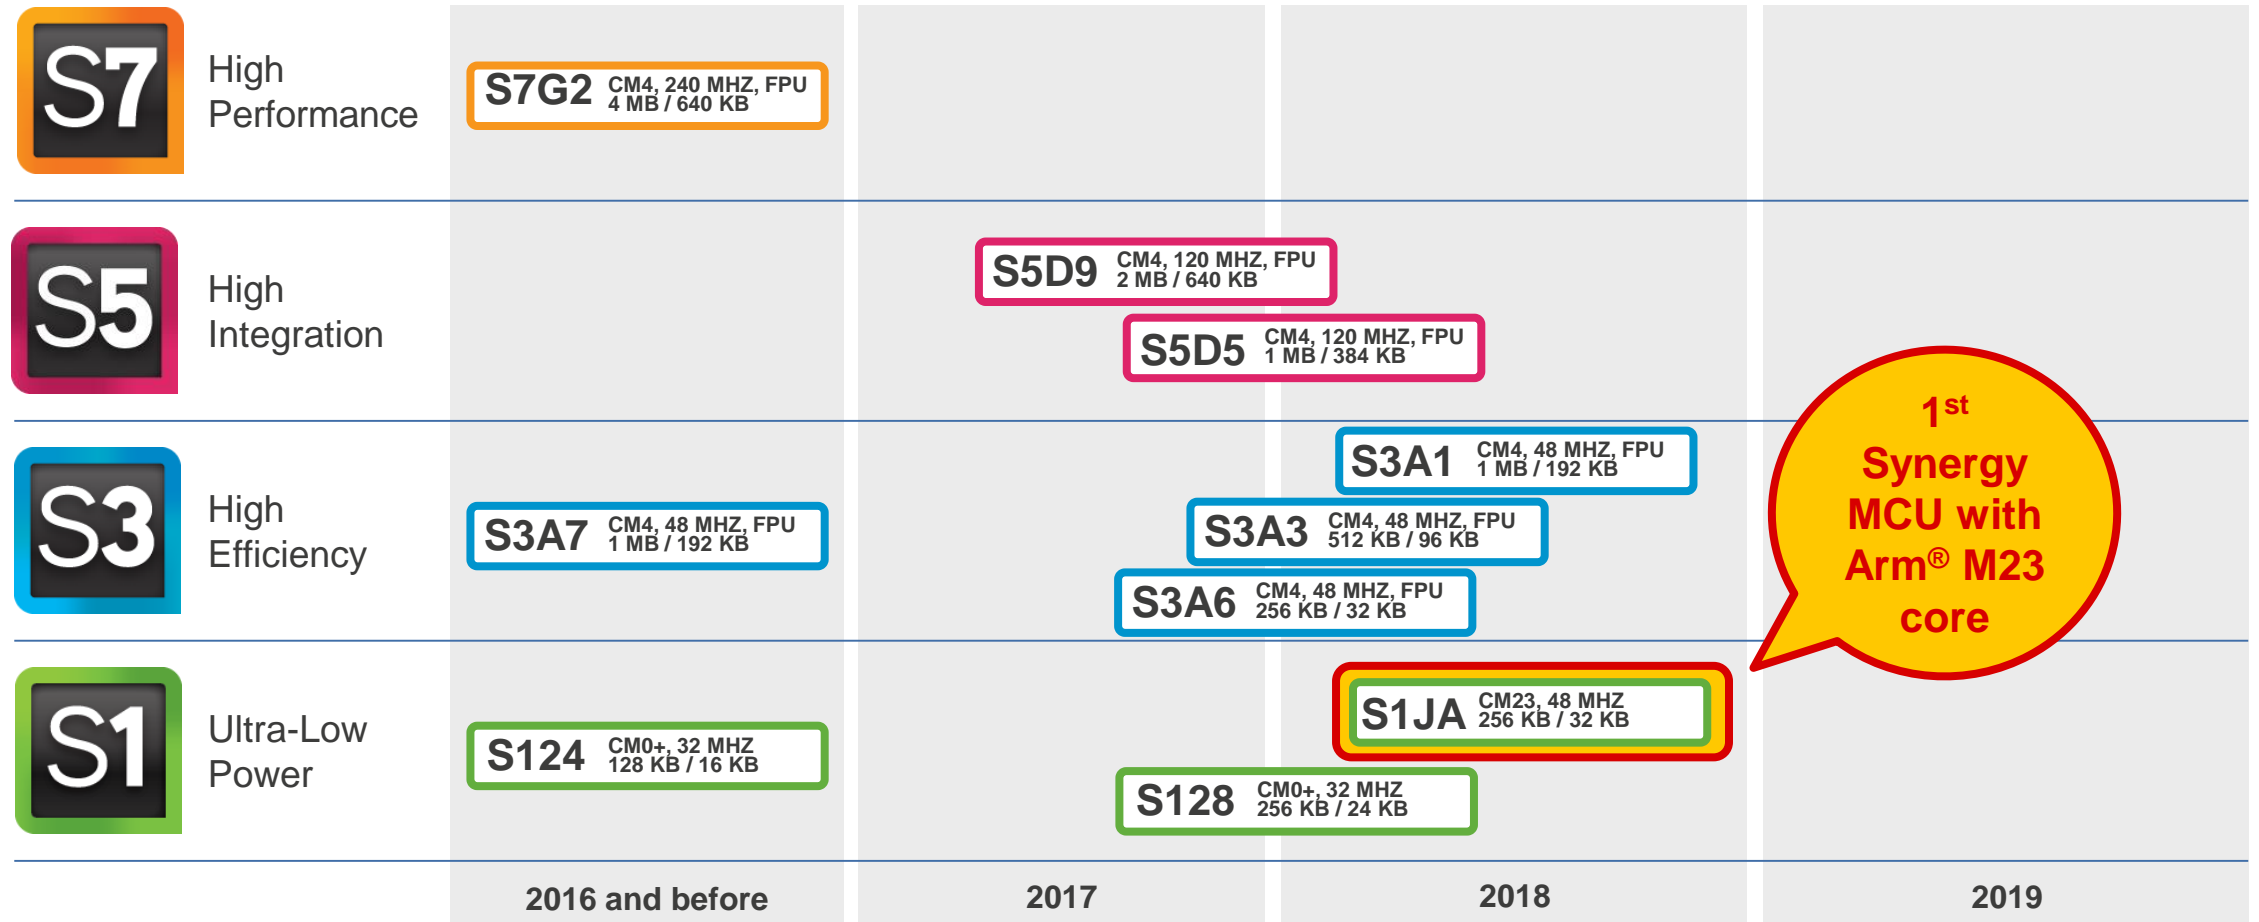 S7
High
Performance
S7G2
CM4, 240 MHZ, FPU
4 MB / 640 KB
S5
High
Integration
S5D9
CM4, 120 MHZ, FPU
2 MB / 640 KB
S5D5
CM4, 120 MHZ, FPU
1 MB / 384 KB
S3
High
Efficiency
S3A7
CM4, 48 MHZ, FPU
1 MB / 192 KB
S3A1
CM4, 48 MHZ, FPU
1 MB / 192 KB
S3A3
CM4, 48 MHZ, FPU
512 KB / 96 KB
S3A6
CM4, 48 MHZ, FPU
256 KB / 32 KB
1st
Synergy
MCU with
Arm® M23
core
S1
Ultra-Low
Power
S124
CM0+, 32 MHZ
128 KB / 16 KB
S1JA
CM23, 48 MHZ
256 KB / 32 KB
S128
CM0+, 32 MHZ
256 KB / 24 KB
2016 and before
2017
2018
2019